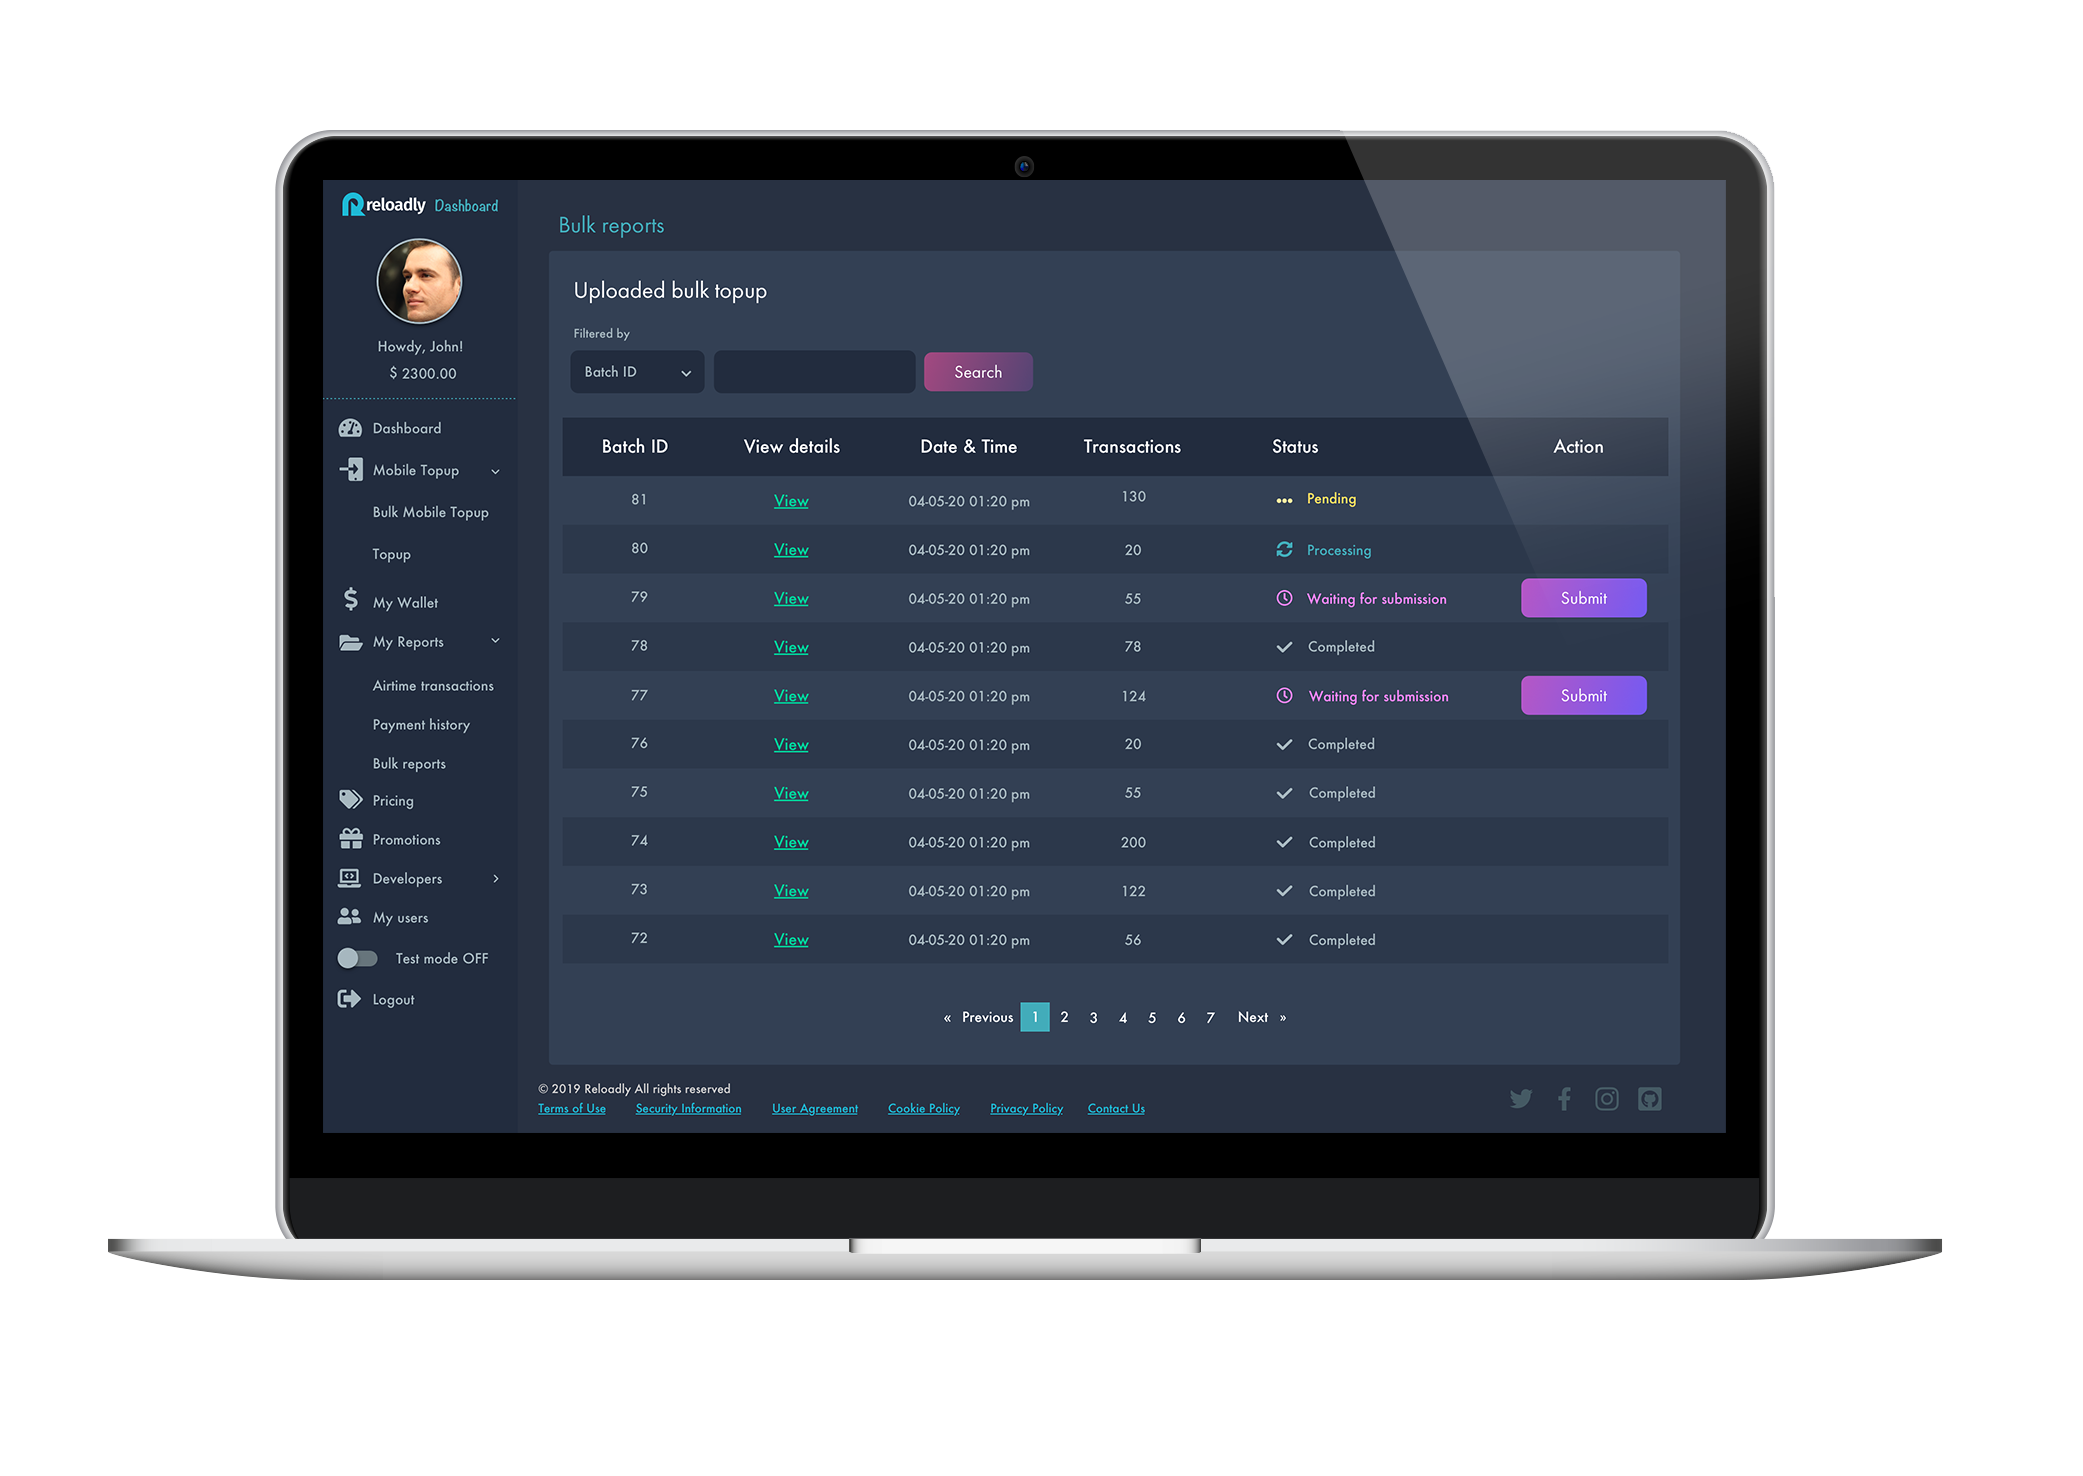 reloadly Dashboard
Howdy, John!
$ 2300.00
Dashboard
Mobile Topup
Bulk Mobile Topup
Topup
My Wallet
My Reports
Airtime transactions
Payment history
Bulk reports
Pricing
Promotions
Developers
My users
Test mode OFF
Logout
Bulk reports
Uploaded bulk topup
Filtered by
Batch ID Search
Batch ID View details Date & Time Transactions Status Action
81 View 04-05-20 01:20 pm 130 Pending
80 View 04-05-20 01:20 pm 20 Processing
79 View 04-05-20 01:20 pm 55 Waiting for submission Submit
78 View 04-05-20 01:20 pm 78 Completed
77 View 04-05-20 01:20 pm 124 Waiting for submission Submit
76 View 04-05-20 01:20 pm 20 Completed
75 View 04-05-20 01:20 pm 55 Completed
74 View 04-05-20 01:20 pm 200 Completed
73 View 04-05-20 01:20 pm 122 Completed
72 View 04-05-20 01:20 pm 56 Completed
« Previous 1 2 3 4 5 6 7 Next »
© 2019 Reloadly All rights reserved
Terms of Use Security Information User Agreement Cookie Policy Privacy Policy Contact Us